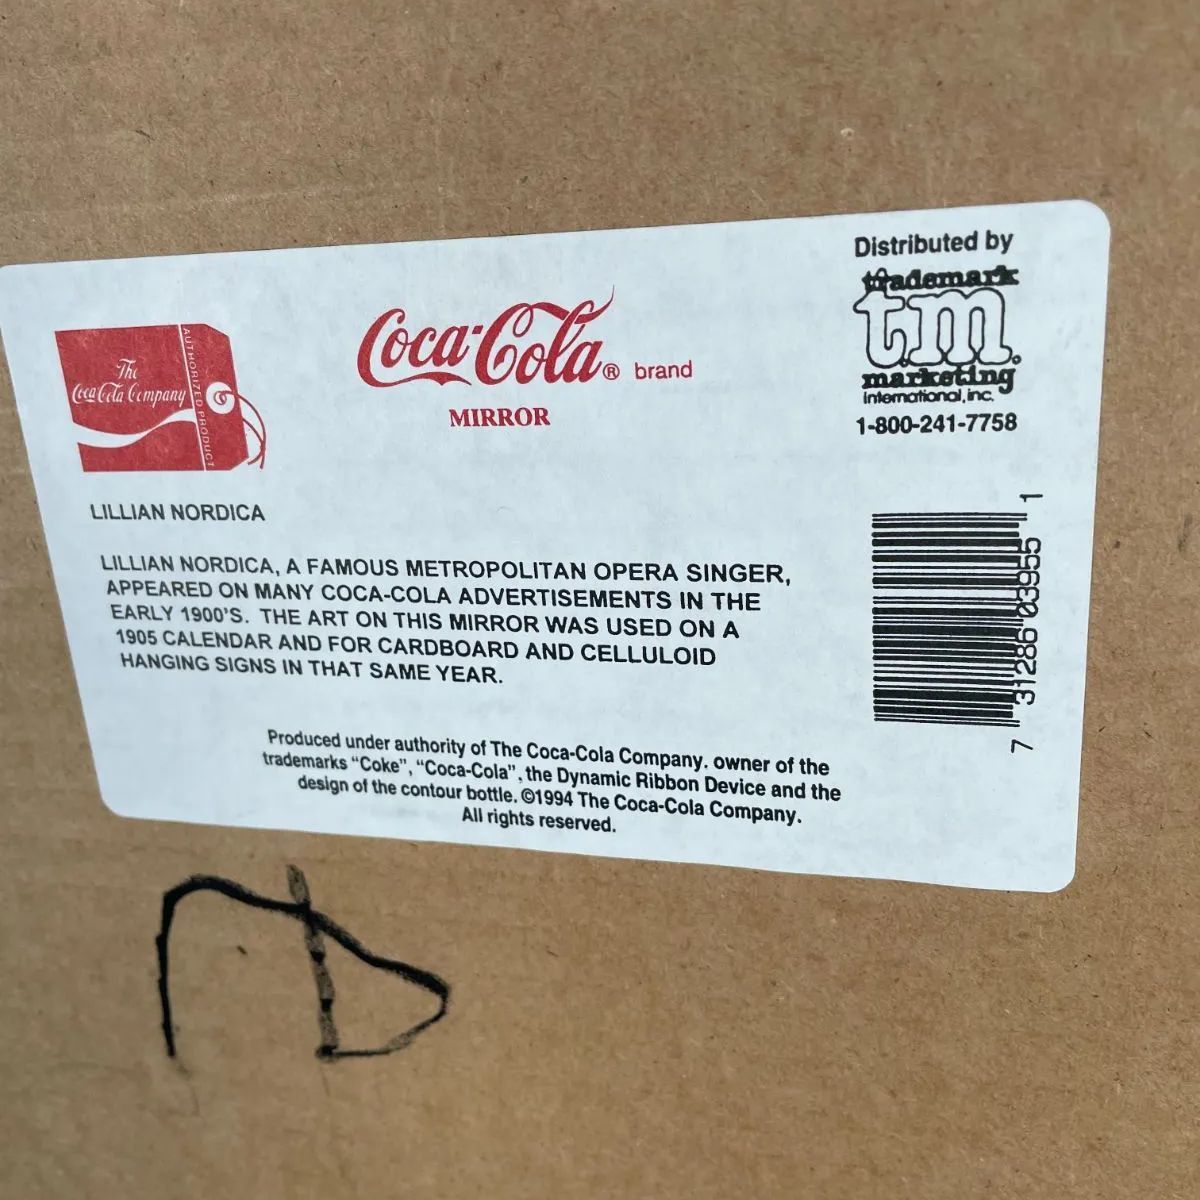 The
Coca-Cola Company
AUTHORIZED PRODUCT
Coca-Cola® brand
MIRROR
Distributed by
trademark
t.m.
marketing
international, inc.
1-800-241-7758
LILLIAN NORDICA
LILLIAN NORDICA, A FAMOUS METROPOLITAN OPERA SINGER,
APPEARED ON MANY COCA-COLA ADVERTISEMENTS IN THE
EARLY 1900'S. THE ART ON THIS MIRROR WAS USED ON A
1905 CALENDAR AND FOR CARDBOARD AND CELLULOID
HANGING SIGNS IN THAT SAME YEAR.
7 31286 03955 1
Produced under authority of The Coca-Cola Company. owner of the
trademarks “Coke”, “Coca-Cola”, the Dynamic Ribbon Device and the
design of the contour bottle. ©1994 The Coca-Cola Company.
All rights reserved.